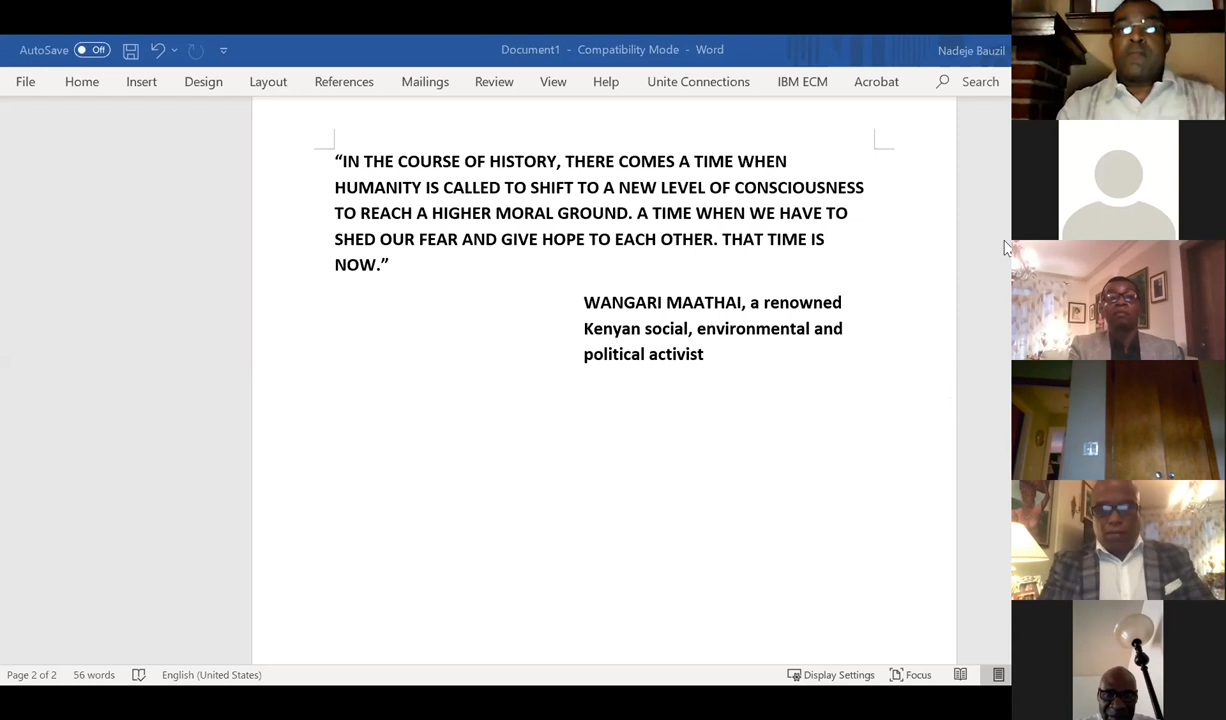 AutoSave Off Document1 - Compatibility Mode - Word Nadeje Bauzil
File Home Insert Design Layout References Mailings Review View Help Unite Connections IBM ECM Acrobat Search
“IN THE COURSE OF HISTORY, THERE COMES A TIME WHEN
HUMANITY IS CALLED TO SHIFT TO A NEW LEVEL OF CONSCIOUSNESS
TO REACH A HIGHER MORAL GROUND. A TIME WHEN WE HAVE TO
SHED OUR FEAR AND GIVE HOPE TO EACH OTHER. THAT TIME IS
NOW.”
WANGARI MAATHAI, a renowned
Kenyan social, environmental and
political activist
Page 2 of 2 56 words English (United States) Display Settings Focus